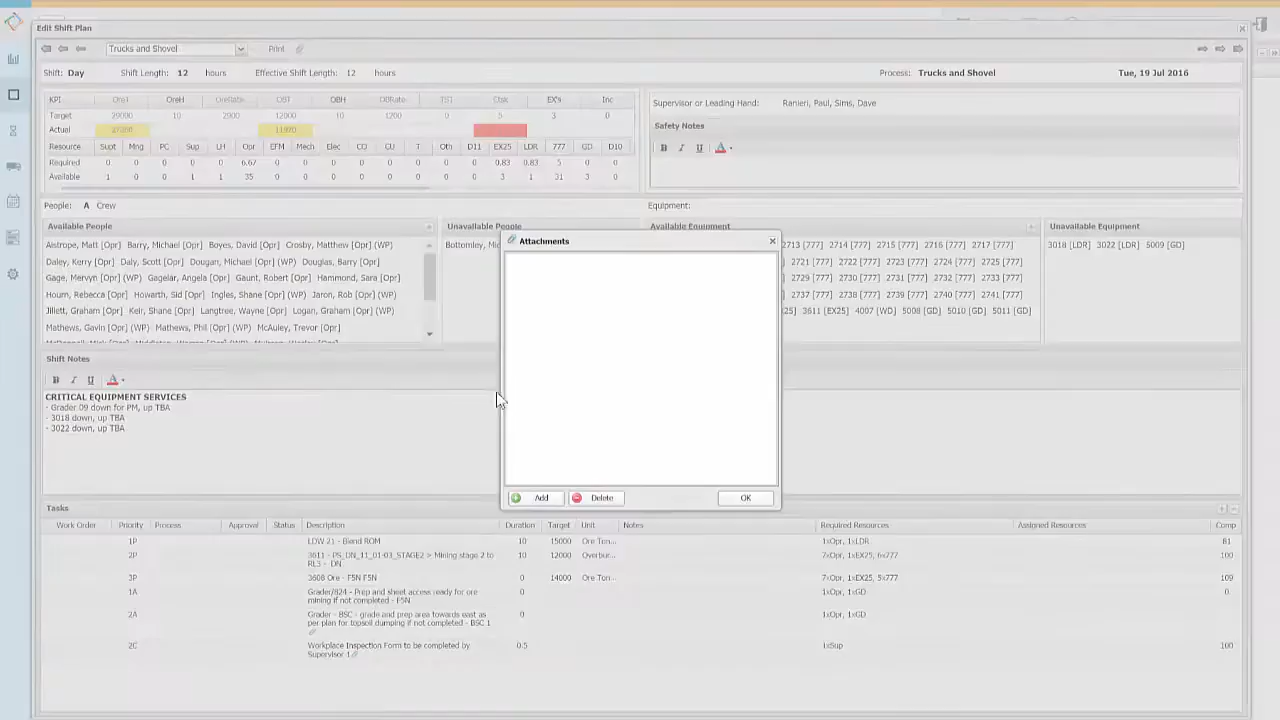 Edit Shift Plan
Trucks and Shovel
Print
Shift: Day Shift Length: 12 hours Effective Shift Length: 12 hours Process: Trucks and Shovel Tue, 19 Jul 2016
KPI OreT OreH OreRate OBT OBH OBRate TST Ctsk EX's Inc
Target 29000 10 2900 12000 10 1200 0 5 3 0
Actual 11970
Resource Supt Mng PC Sup LH Opr EFM Mech Elec CO CU T Oth D11 EX25 LDR 777 GD D10
Required 0 0 0 0 0 6.67 0 0 0 0 0 0 0 0 0.83 0.83 5 0 0
Available 1 0 0 1 1 35 0 0 0 0 0 0 0 0 3 1 31 3 0
Supervisor or Leading Hand: Ranieri, Paul, Sims, Dave
Safety Notes
B I U A
People: A Crew
Equipment:
Available People
Unavailable People
Available Equipment
Unavailable Equipment
Aistrope, Matt [Opr] Barry, Michael [Opr] Boyes, David [Opr] Crosby, Matthew [Opr] (WP)
Daley, Kerry [Opr] Daly, Scott [Opr] Dougan, Michael [Opr] (WP) Douglas, Barry [Opr]
Gage, Mervyn [Opr] (WP) Gagelar, Angela [Opr] Gaunt, Robert [Opr] Hammond, Sara [Opr]
Hourn, Rebecca [Opr] Howarth, Sid [Opr] Ingles, Shane [Opr] (WP) Jaron, Rob [Opr] (WP)
Jillett, Graham [Opr] Keir, Shane [Opr] Langtree, Wayne [Opr] Logan, Graham [Opr] (WP)
Mathews, Gavin [Opr] (WP) Mathews, Phil [Opr] (WP) McAuley, Trevor [Opr]
Bottomley, Mic
2713 [777] 2714 [777] 2715 [777] 2716 [777] 2717 [777]
2721 [777] 2722 [777] 2723 [777] 2724 [777] 2725 [777]
2729 [777] 2730 [777] 2731 [777] 2732 [777] 2733 [777]
2737 [777] 2738 [777] 2739 [777] 2740 [777] 2741 [777]
25] 3611 [EX25] 4007 [WD] 5008 [GD] 5010 [GD] 5011 [GD]
3018 [LDR] 3022 [LDR] 5009 [GD]
Attachments
Add Delete OK
Shift Notes
B I U A
CRITICAL EQUIPMENT SERVICES
- Grader 09 down for PM, up TBA
- 3018 down, up TBA
- 3022 down, up TBA
Tasks
Work Order Priority Process Approval Status Description Duration Target Unit Notes Required Resources Assigned Resources Comp
1P LDW 21 - Blend ROM 10 15000 Ore Ton... 1xOpr, 1xLDR 81
2P 3611 - PS_DN_11_01-03_STAGE2 > Mining stage 2 to 10 12000 Overbur... 7xOpr, 1xEX25, 6x777 100
RL3 - DN
3P 3608 Ore - F5N F5N 0 14000 Ore Ton... 7xOpr, 1xEX25, 5x777 109
1A Grader/824 - Prep and sheet access ready for ore 0 1xOpr, 1xGD 0
mining if not completed - F5N
2A Grader - BSC - grade and prep area towards east as 0 1xOpr, 1xGD
per plan for topsoil dumping if not completed - BSC 1
2C Workplace Inspection Form to be completed by 0.5 1xSup 100
Supervisor 1